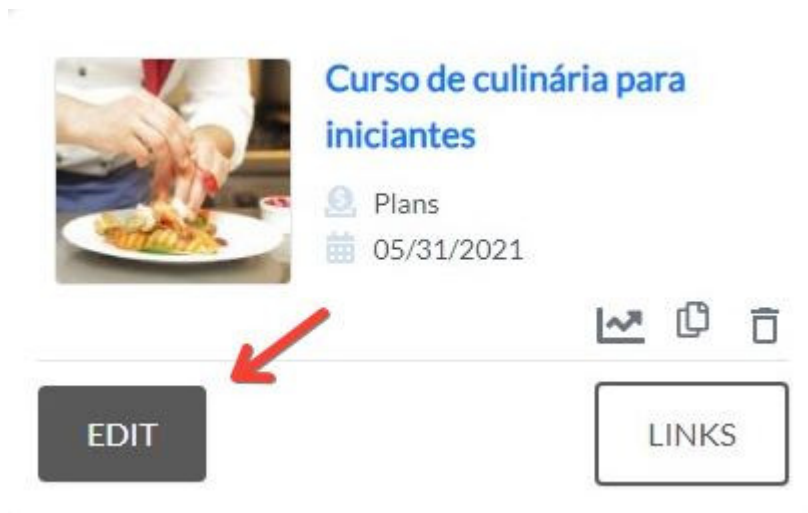 Curso de culinária para
iniciantes
Plans
05/31/2021
EDIT
LINKS